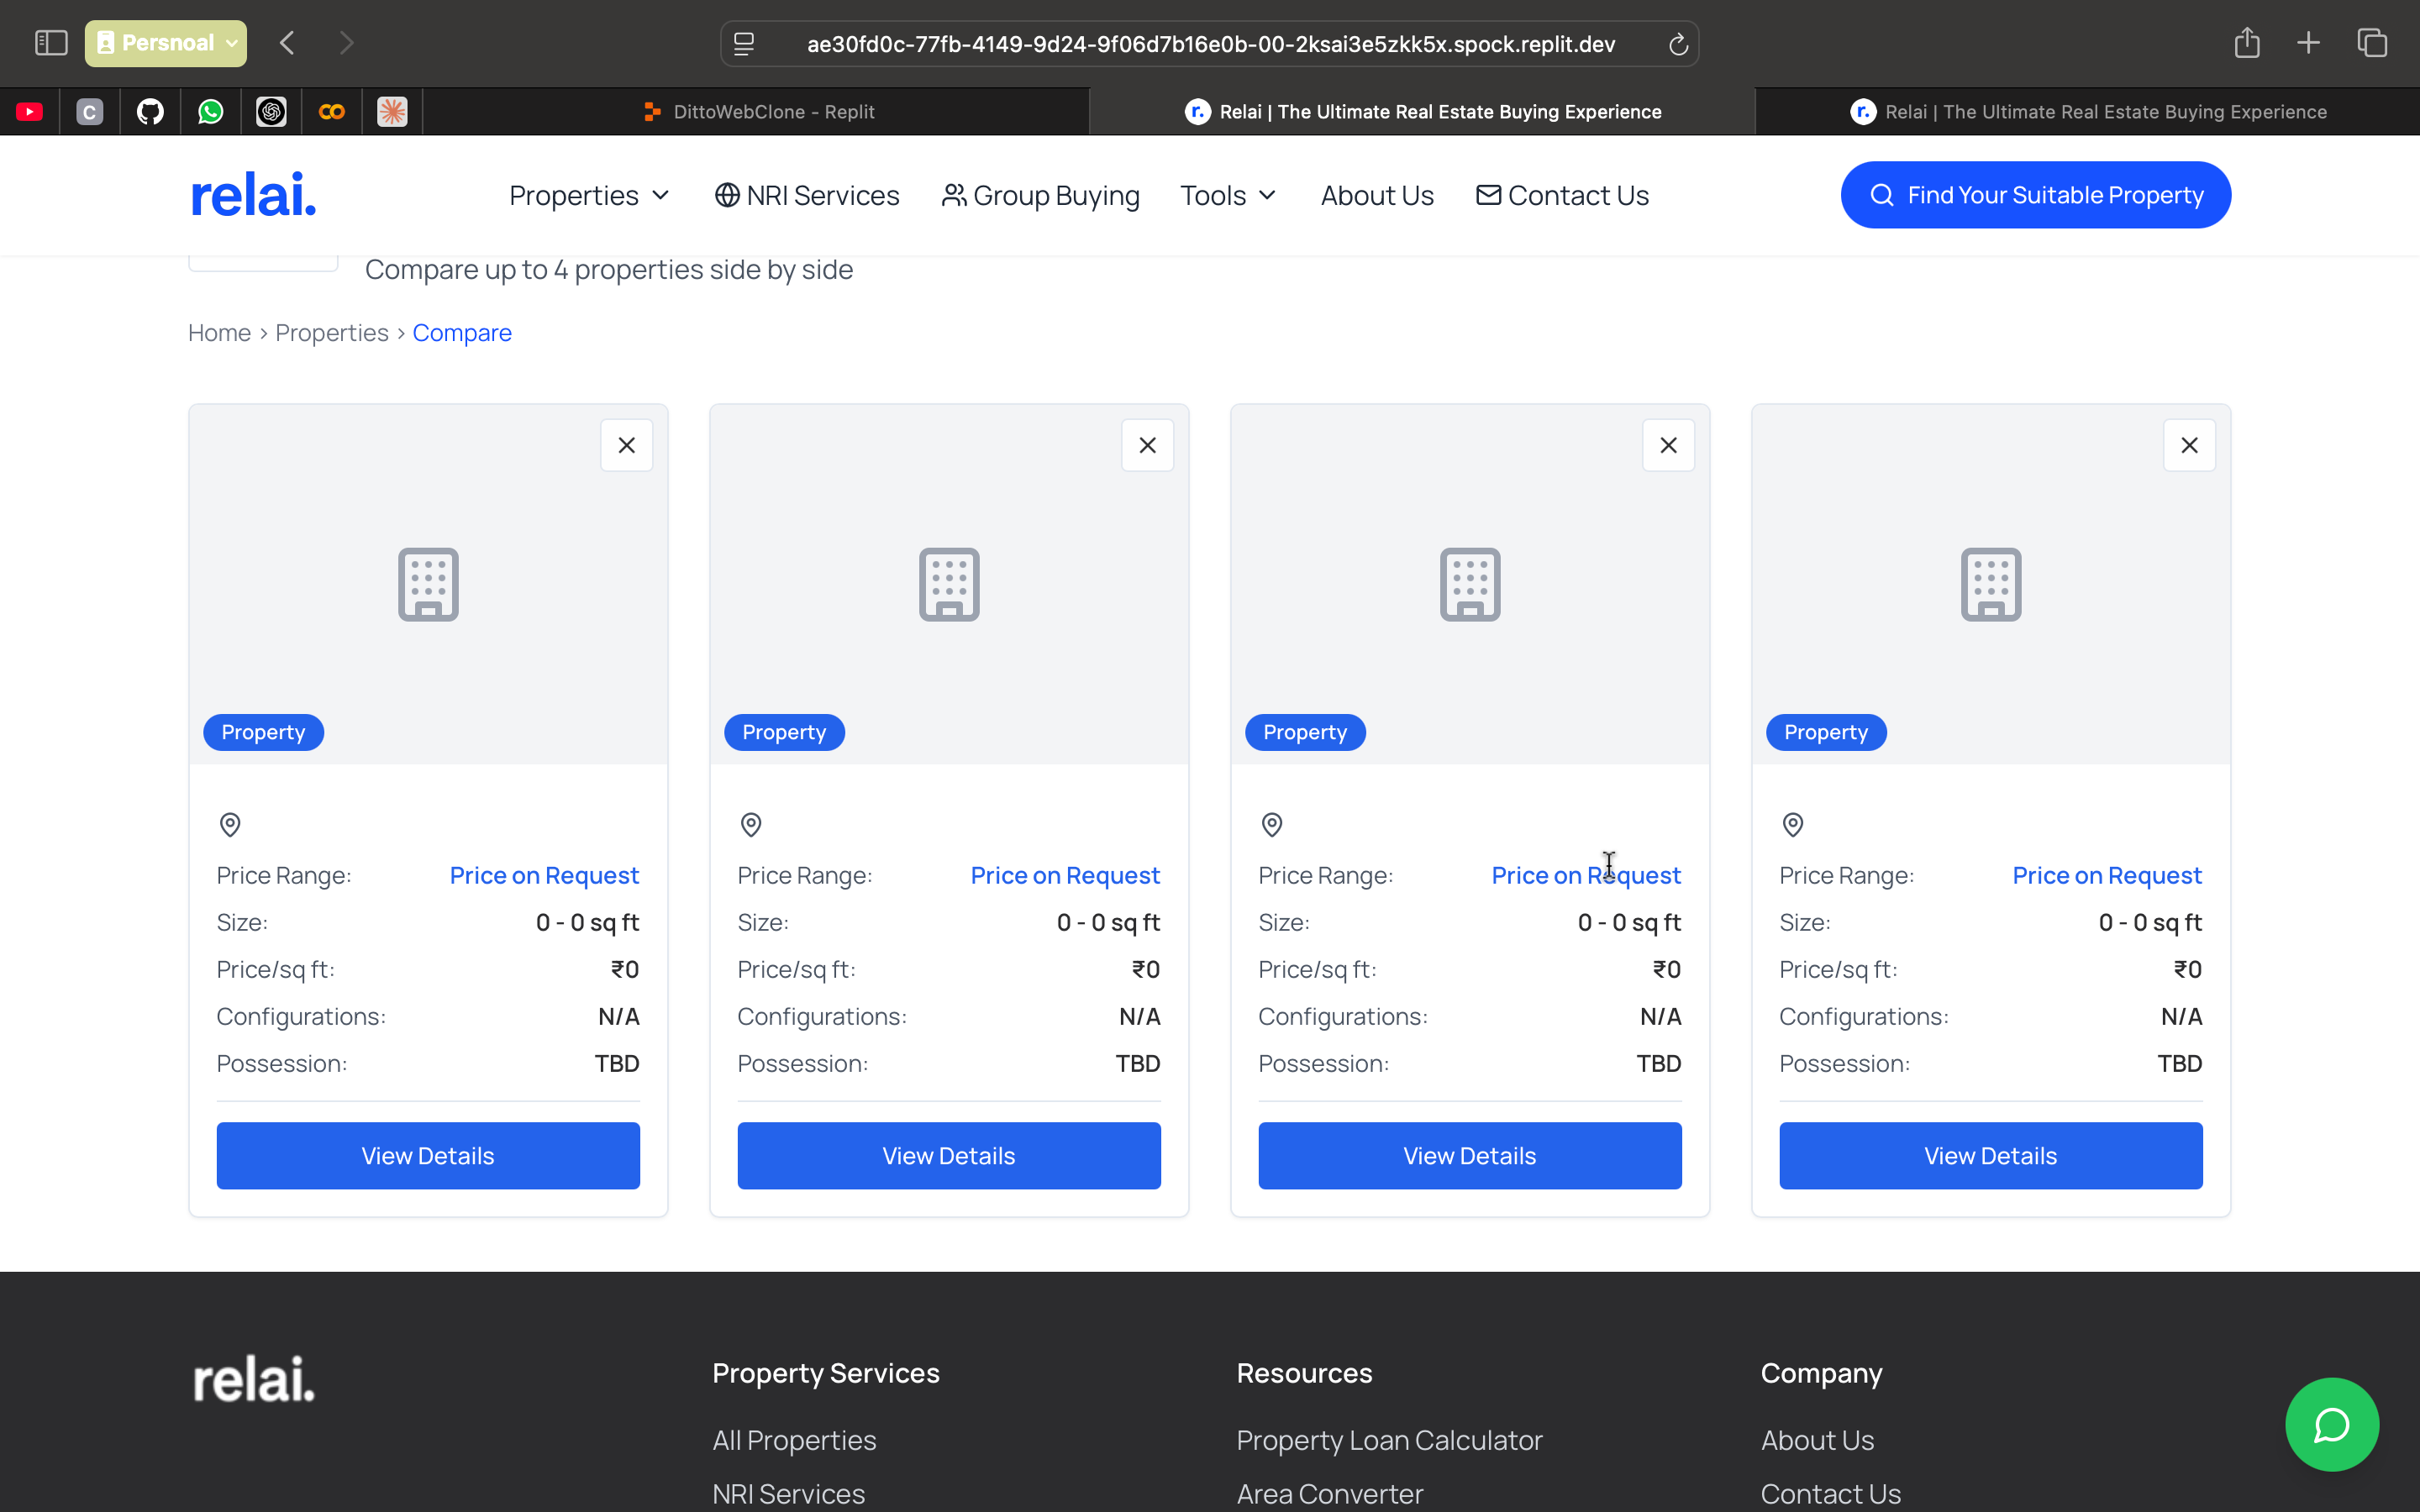 Persnoal
ae30fd0c-77fb-4149-9d24-9f06d7b16e0b-00-2ksai3e5zkk5x.spock.replit.dev
C
DittoWebClone - Replit
r. Relai | The Ultimate Real Estate Buying Experience
r. Relai | The Ultimate Real Estate Buying Experience
relai.
Properties
NRI Services
Group Buying
Tools
About Us
Contact Us
Find Your Suitable Property
Compare up to 4 properties side by side
Home > Properties > Compare
Property
Price Range: Price on Request
Size: 0 - 0 sq ft
Price/sq ft: ₹0
Configurations: N/A
Possession: TBD
View Details
Property
Price Range: Price on Request
Size: 0 - 0 sq ft
Price/sq ft: ₹0
Configurations: N/A
Possession: TBD
View Details
Property
Price Range: Price on Request
Size: 0 - 0 sq ft
Price/sq ft: ₹0
Configurations: N/A
Possession: TBD
View Details
Property
Price Range: Price on Request
Size: 0 - 0 sq ft
Price/sq ft: ₹0
Configurations: N/A
Possession: TBD
View Details
relai.
Property Services
All Properties
NRI Services
Resources
Property Loan Calculator
Area Converter
Company
About Us
Contact Us